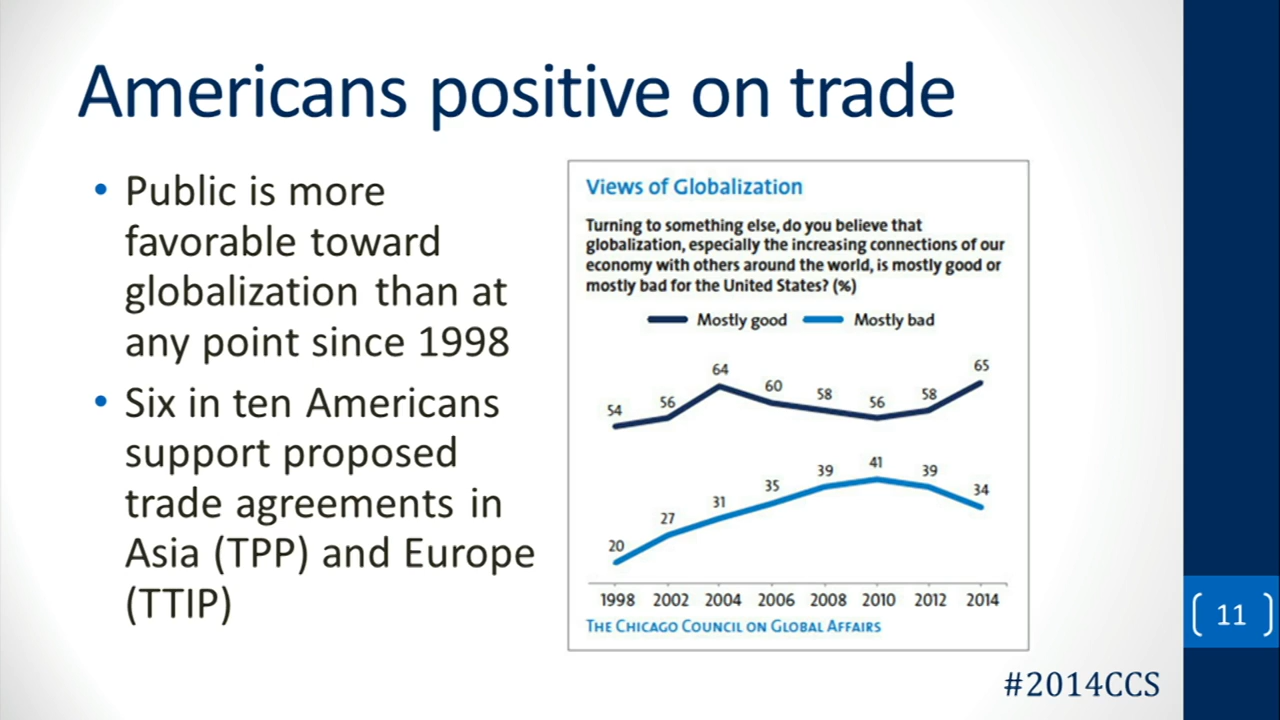 Americans positive on trade
• Public is more
favorable toward
globalization than at
any point since 1998
• Six in ten Americans
support proposed
trade agreements in
Asia (TPP) and Europe
(TTIP)
Views of Globalization
Turning to something else, do you believe that
globalization, especially the increasing connections of our
economy with others around the world, is mostly good or
mostly bad for the United States? (%)
Mostly good Mostly bad
54 56 64 60 58 56 58 65
20 27 31 35 39 41 39 34
1998 2002 2004 2006 2008 2010 2012 2014
THE CHICAGO COUNCIL ON GLOBAL AFFAIRS
11
#2014CCS